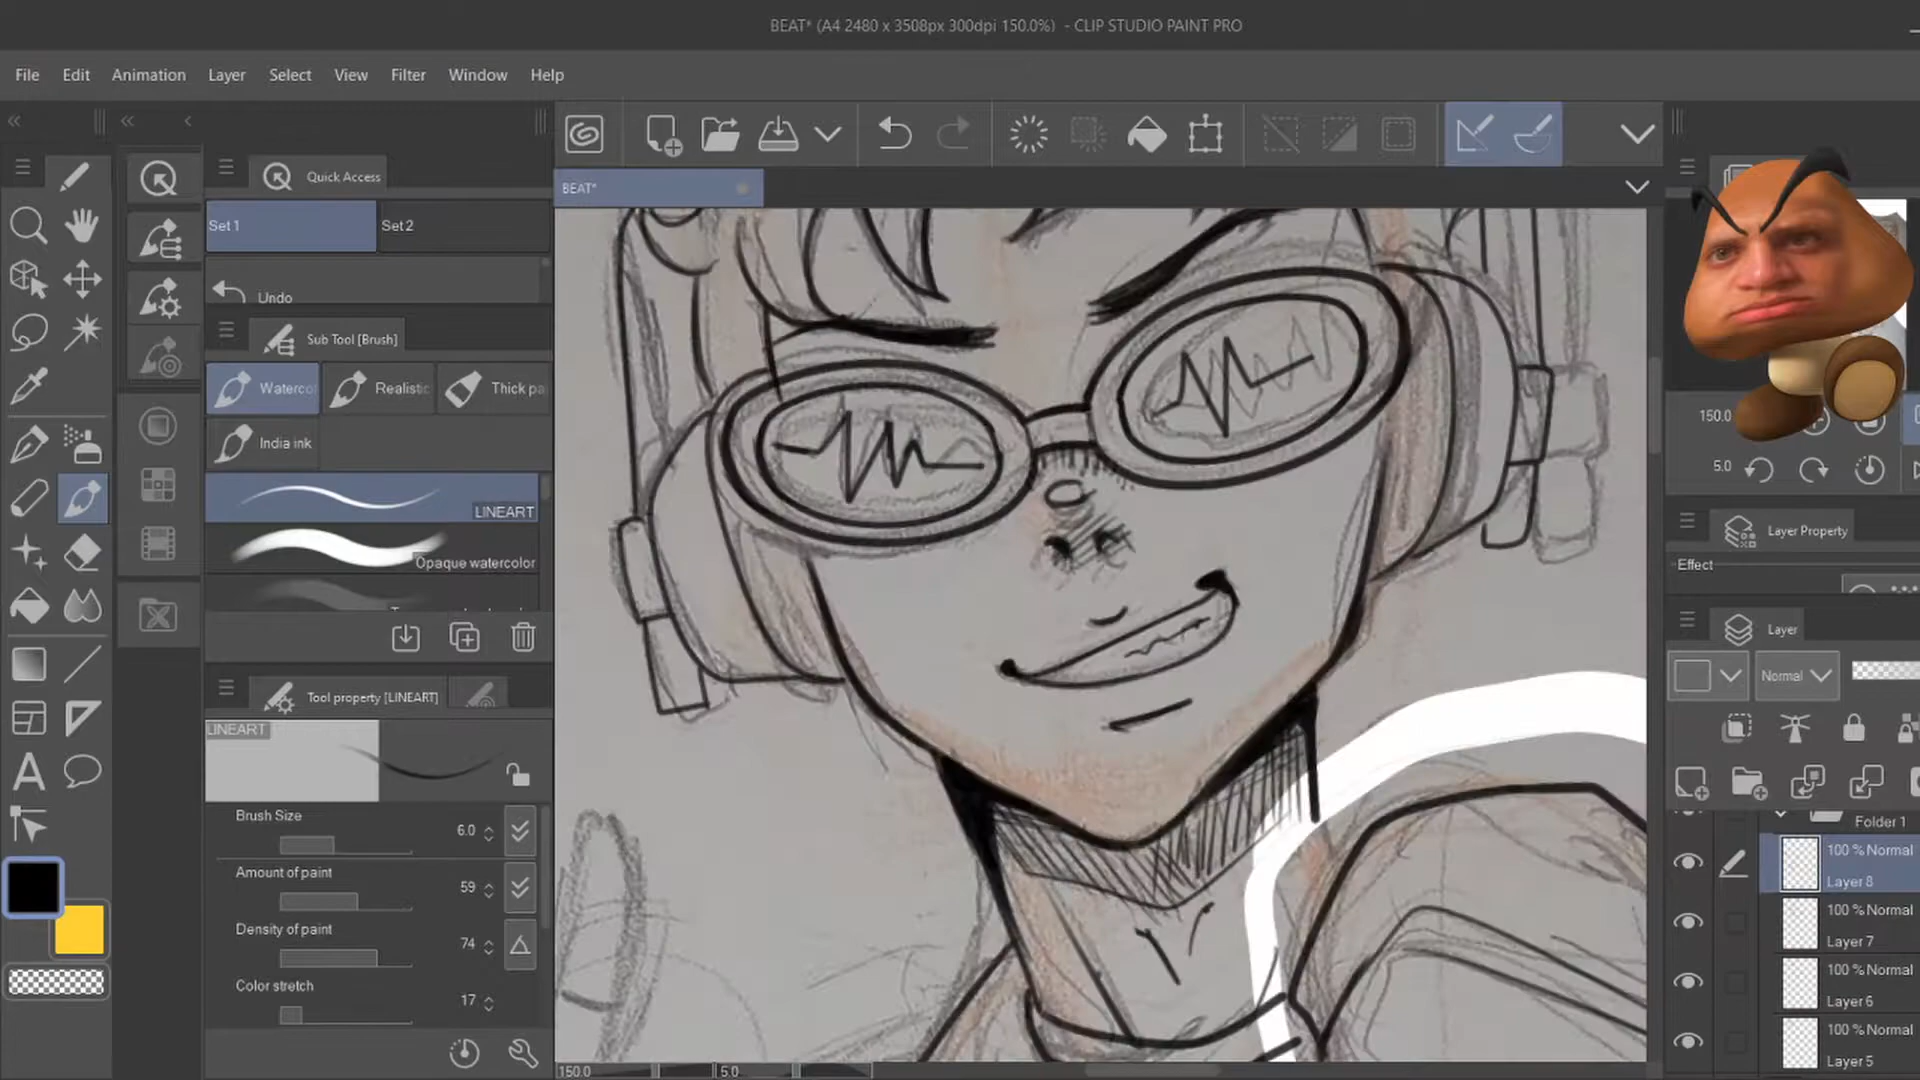 BEAT* (A4 2480 x 3508px 300dpi 150.0%) - CLIP STUDIO PAINT PRO
File Edit Animation Layer Select View Filter Window Help
Quick Access
BEAT*
Set 1 Set 2
Undo
Sub Tool [Brush]
Waterco Realistic Thick pa
India ink
LINEART
Opaque watercolor
Tool property [LINEART]
LINEART
Brush Size 6.0
Amount of paint 59
Density of paint 74
Color stretch 17
150.0 5.0
150.0
5.0
Layer Property
Effect
Layer
Normal
Folder 1
100 % Normal
Layer 8
100 % Normal
Layer 7
100 % Normal
Layer 6
100 % Normal
Layer 5